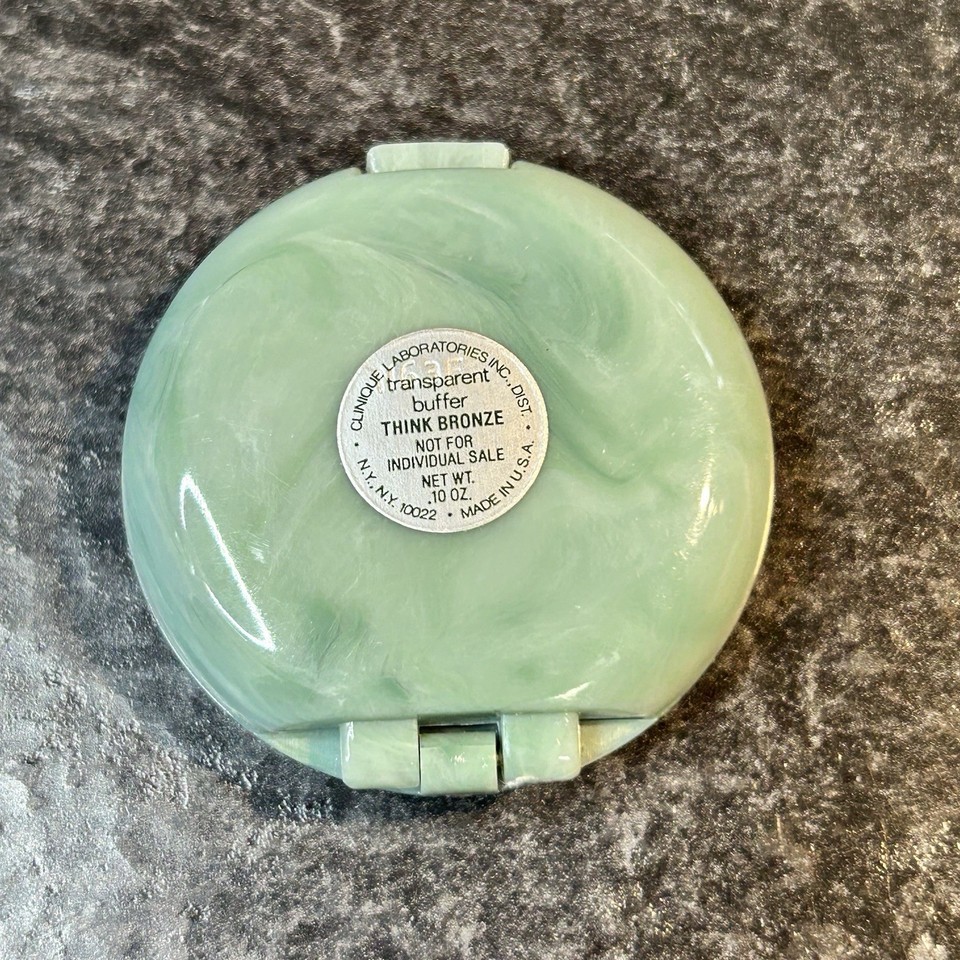 CLINIQUE LABORATORIES INC., DIST.
transparent
buffer
THINK BRONZE
NOT FOR
INDIVIDUAL SALE
NET WT.
.10 OZ.
N.Y., N.Y. 10022 • MADE IN U.S.A.